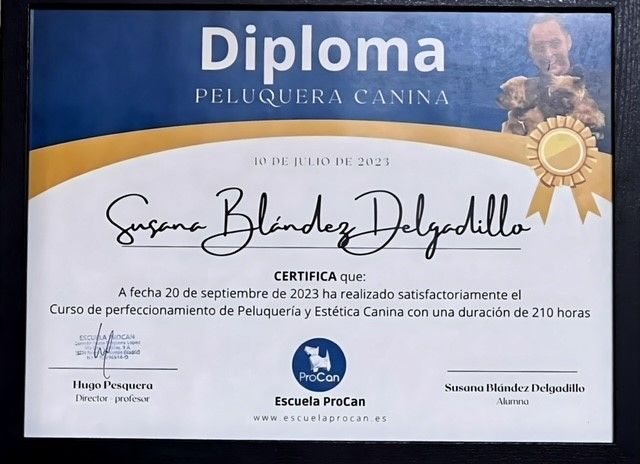 Diploma
PELUQUERA CANINA
10 DE JULIO DE 2023
Susana Blández Delgadillo
CERTIFICA que:
A fecha 20 de septiembre de 2023 ha realizado satisfactoriamente el
Curso de perfeccionamiento de Peluquería y Estética Canina con una duración de 210 horas
ESCUELA PROCAN
Hugo Pesquera
Director - profesor
ProCan
Escuela ProCan
www.escuelaprocan.es
Susana Blández Delgadillo
Alumna